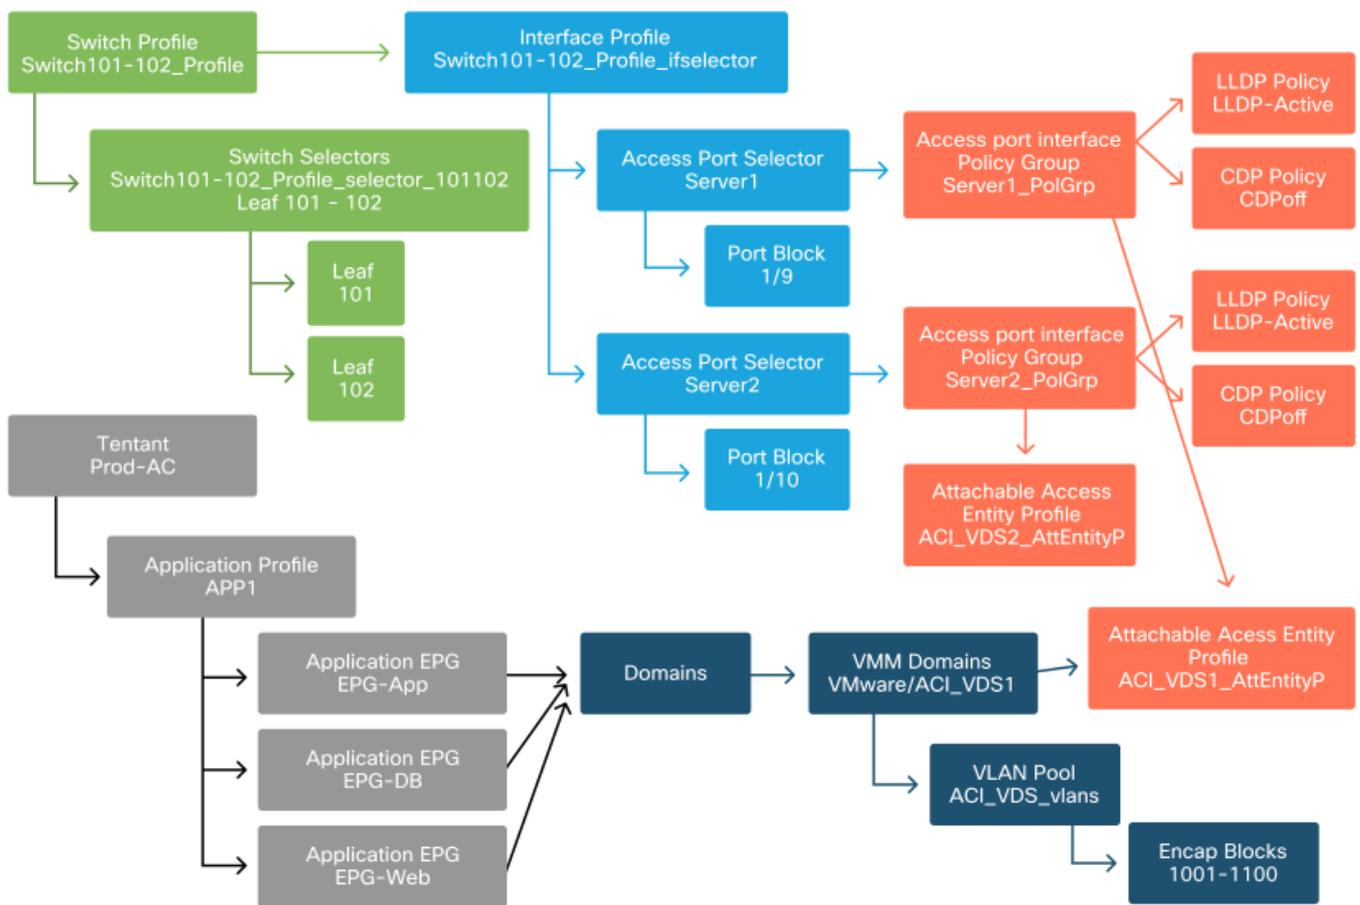 Switch Profile
Switch101-102_Profile
Interface Profile
Switch101-102_Profile_ifselector
LLDP Policy
LLDP-Active
Access port interface
Policy Group
Server1_PolGrp
CDP Policy
CDPoff
Switch Selectors
Switch101-102_Profile_selector_101102
Leaf 101 - 102
Access Port Selector
Server1
Leaf
101
Port Block
1/9
LLDP Policy
LLDP-Active
Leaf
102
Access Port Selector
Server2
Access port interface
Policy Group
Server2_PolGrp
CDP Policy
CDPoff
Tentant
Prod-AC
Port Block
1/10
Attachable Access
Entity Profile
ACI_VDS2_AttEntityP
Application Profile
APP1
Application EPG
EPG-App
Domains
VMM Domains
VMware/ACI_VDS1
Attachable Acess Entity
Profile
ACI_VDS1_AttEntityP
Application EPG
EPG-DB
VLAN Pool
ACI_VDS_vlans
Application EPG
EPG-Web
Encap Blocks
1001-1100